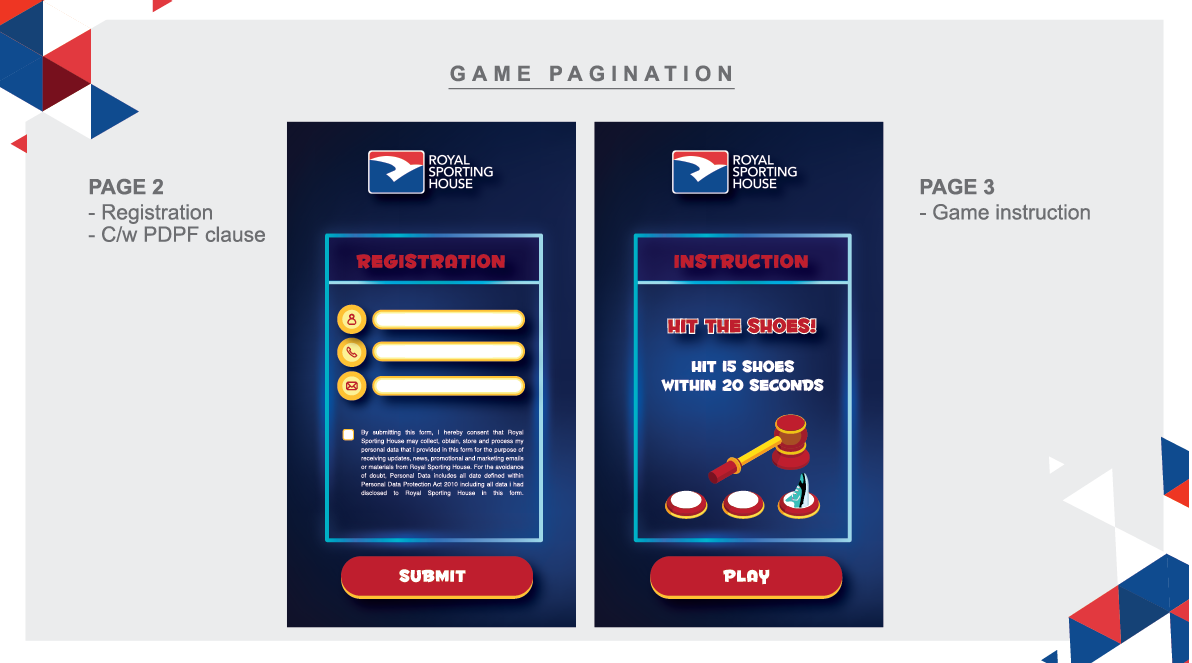 GAME PAGINATION
PAGE 2
- Registration
- C/w PDPF clause
ROYAL
SPORTING
HOUSE
REGISTRATION
By submitting this form, I hereby consent that Royal
Sporting House may collect, obtain, store and process my
personal data that I provided in this form for the purpose of
receiving updates, news, promotional and marketing emails
or materials from Royal Sporting House. For the avoidance
of doubt, Personal Data includes all date defined within
Personal Data Protection Act 2010 including all data i had
disclosed to Royal Sporting House in this form.
SUBMIT
ROYAL
SPORTING
HOUSE
INSTRUCTION
HIT THE SHOES!
HIT 15 SHOES
WITHIN 20 SECONDS
PLAY
PAGE 3
- Game instruction